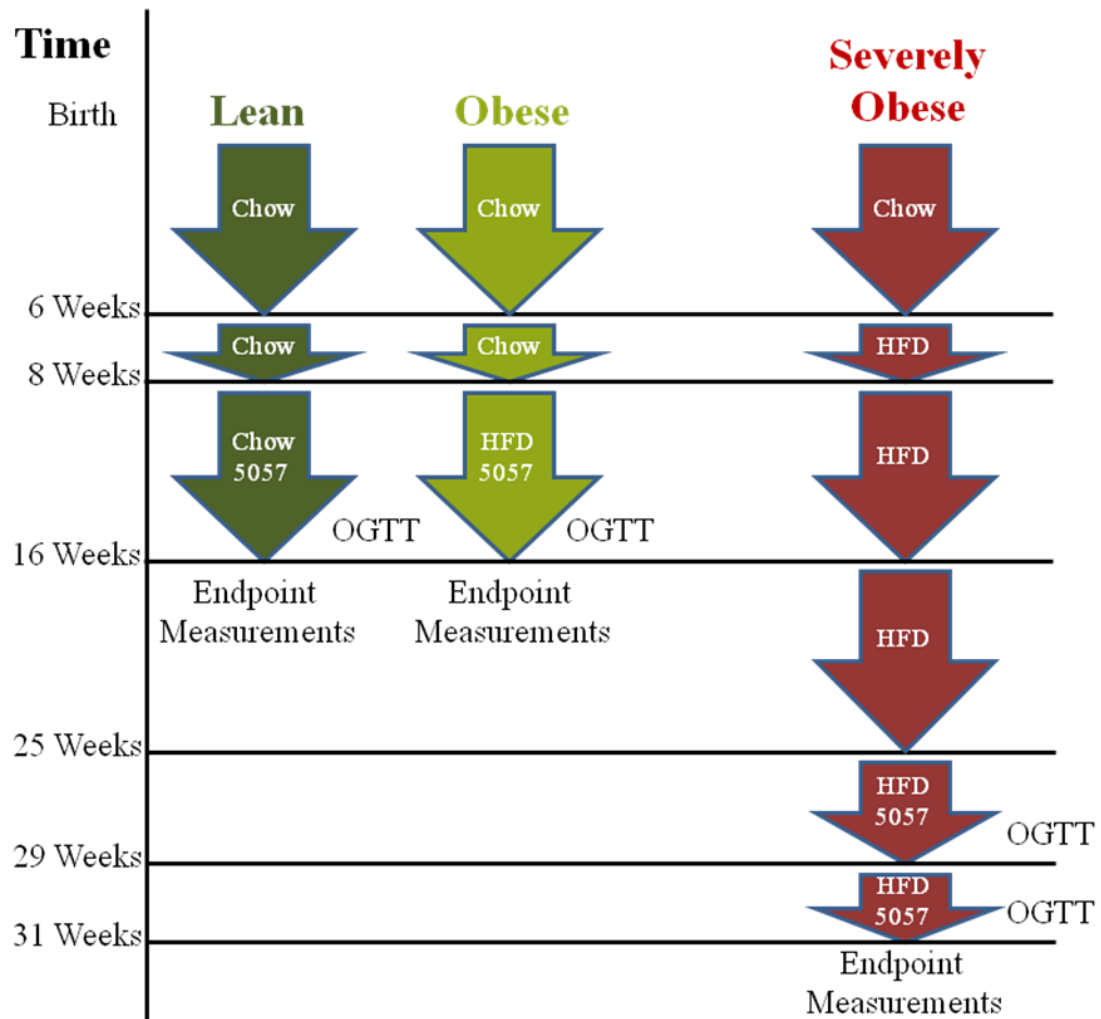 Time
Birth
Lean
Obese
Severely
Obese
Chow
Chow
Chow
6 Weeks
Chow
Chow
HFD
8 Weeks
Chow
5057
OGTT
HFD
5057
OGTT
HFD
16 Weeks
Endpoint
Measurements
Endpoint
Measurements
HFD
25 Weeks
HFD
5057
OGTT
29 Weeks
HFD
5057
OGTT
31 Weeks
Endpoint
Measurements